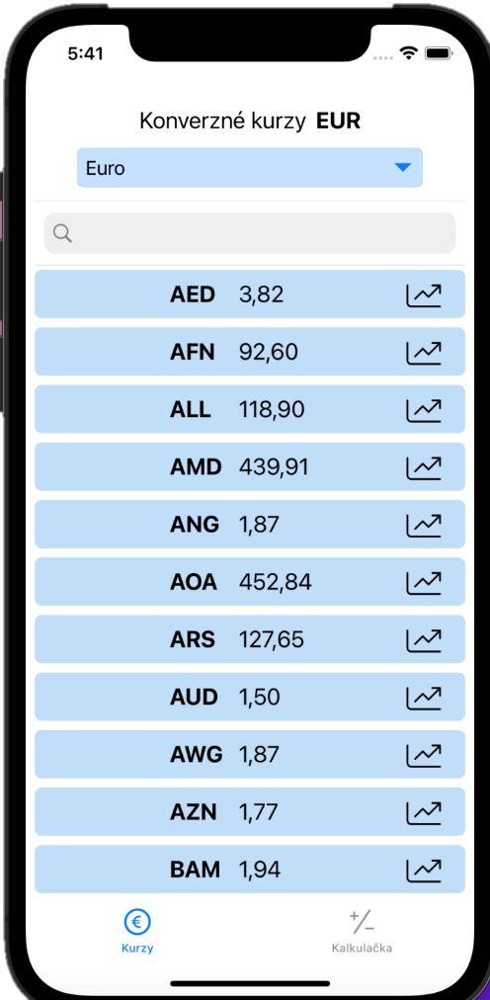 5:41
Konverzné kurzy EUR
Euro
AED 3,82
AFN 92,60
ALL 118,90
AMD 439,91
ANG 1,87
AOA 452,84
ARS 127,65
AUD 1,50
AWG 1,87
AZN 1,77
BAM 1,94
Kurzy Kalkulačka